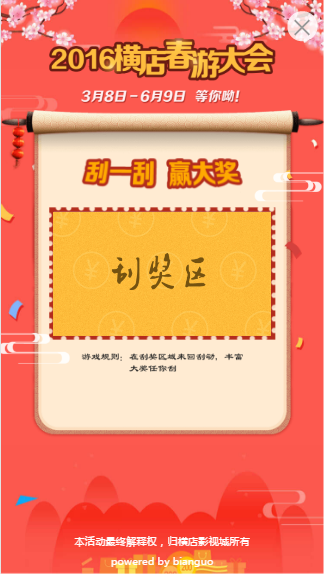 2016横店春游大会
3月8日-6月9日 等你呦!
刮一刮 赢大奖
刮奖区
游戏规则：在刮奖区域来回刮动，丰富
大奖任你刮
本活动最终解释权，归横店影视城所有
powered by bianguo